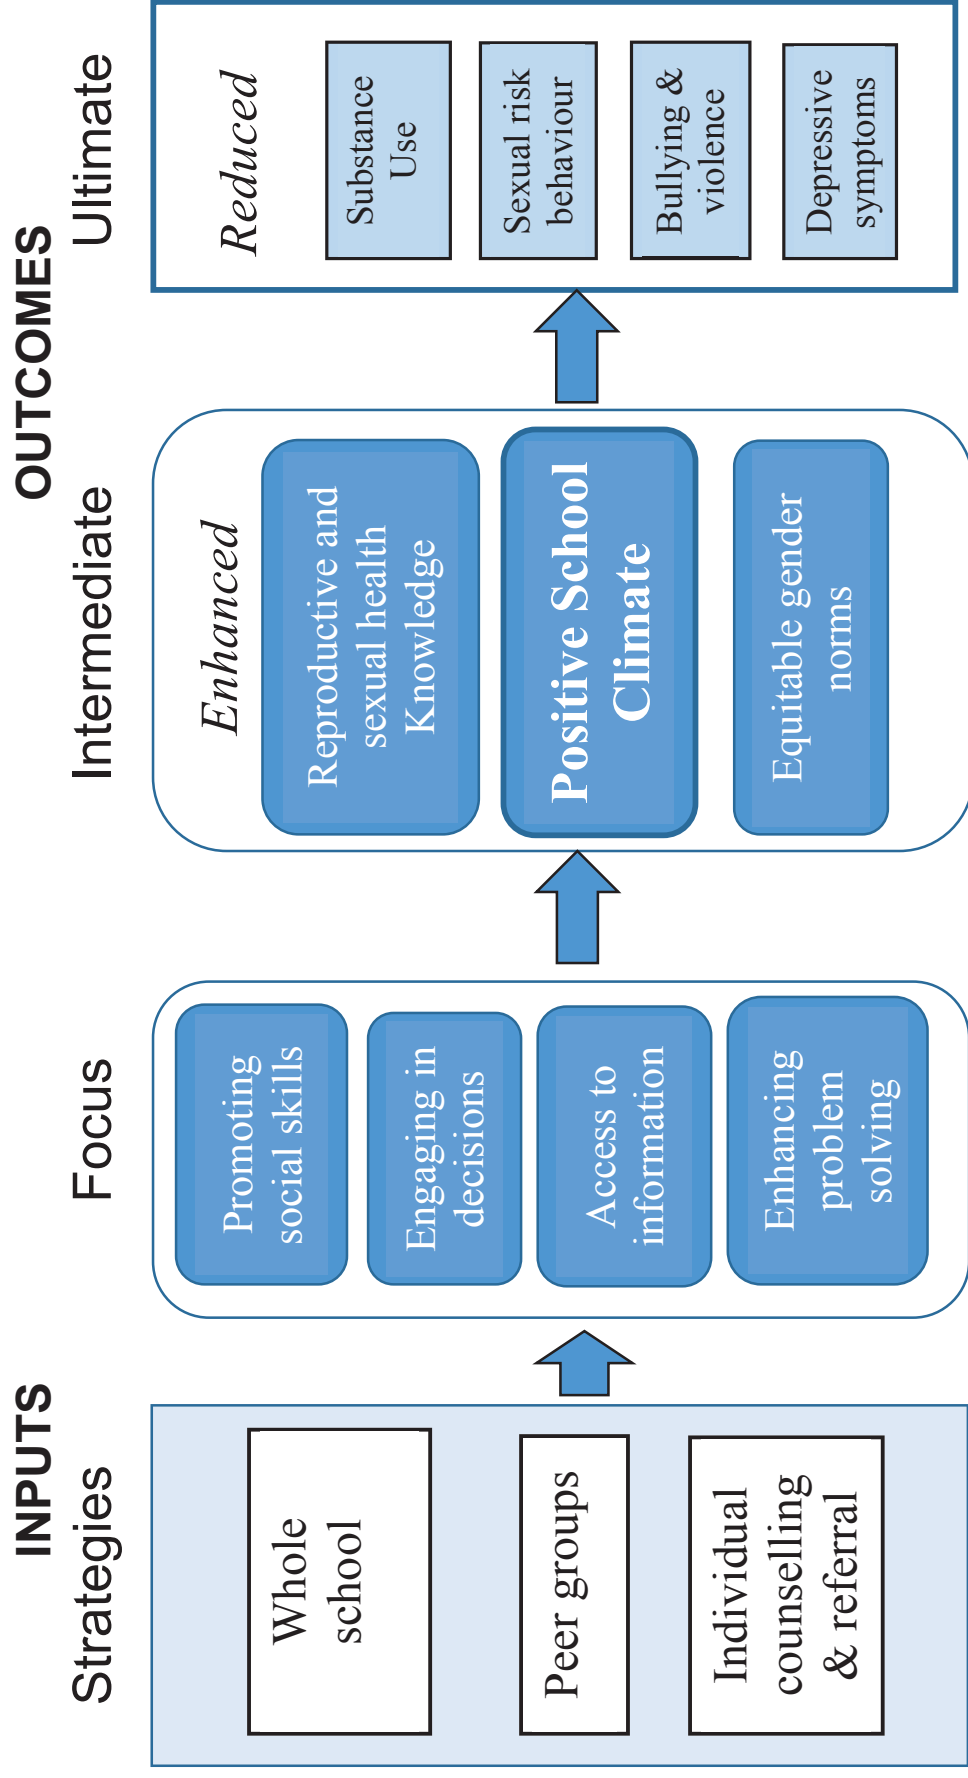 INPUTS
OUTCOMES
Strategies
Focus
Intermediate
Ultimate
Whole
school
Peer groups
Individual
counselling
& referral
Promoting
social skills
Engaging in
decisions
Access to
information
Enhancing
problem
solving
Enhanced
Reproductive and
sexual health
Knowledge
Positive School
Climate
Equitable gender
norms
Reduced
Substance
Use
Sexual risk
behaviour
Bullying &
violence
Depressive
symptoms